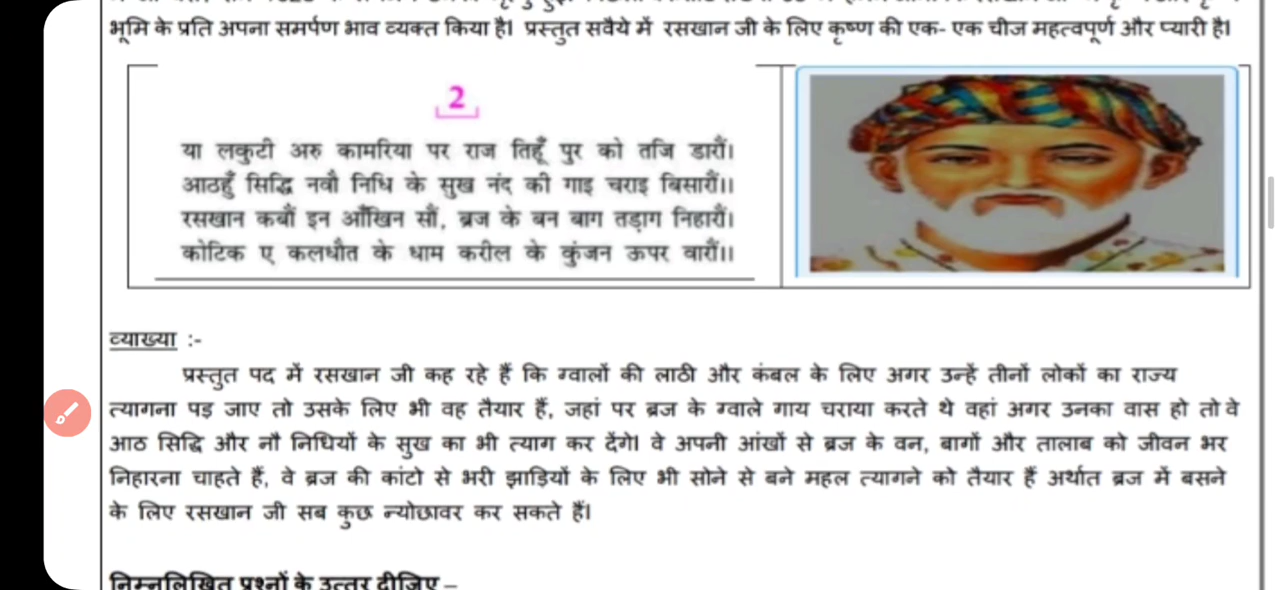 भूमि के प्रति अपना समर्पण भाव व्यक्त किया है। प्रस्तुत सवैये में रसखान जी के लिए कृष्ण की एक- एक चीज महत्वपूर्ण और प्यारी है।
2
या लकुटी अरु कामरिया पर राज तिहूँ पुर को तजि डारौं।
आठहुँ सिद्धि नवौ निधि के सुख नंद की गाइ चराइ बिसारौं॥
रसखान कबौं इन आँखिन सौं, ब्रज के बन बाग तड़ाग निहारौं।
कोटिक ए कलधौत के धाम करील के कुंजन ऊपर वारौं॥
व्याख्या :-
प्रस्तुत पद में रसखान जी कह रहे हैं कि ग्वालों की लाठी और कंबल के लिए अगर उन्हें तीनों लोकों का राज्य
त्यागना पड़ जाए तो उसके लिए भी वह तैयार हैं, जहां पर ब्रज के ग्वाले गाय चराया करते थे वहां अगर उनका वास हो तो वे
आठ सिद्धि और नौ निधियों के सुख का भी त्याग कर देंगे। वे अपनी आंखों से ब्रज के वन, बागों और तालाब को जीवन भर
निहारना चाहते हैं, वे ब्रज की कांटो से भरी झाड़ियों के लिए भी सोने से बने महल त्यागने को तैयार हैं अर्थात ब्रज में बसने
के लिए रसखान जी सब कुछ न्योछावर कर सकते हैं।
निम्नलिखित प्रश्नों के उत्तर दीजिए –